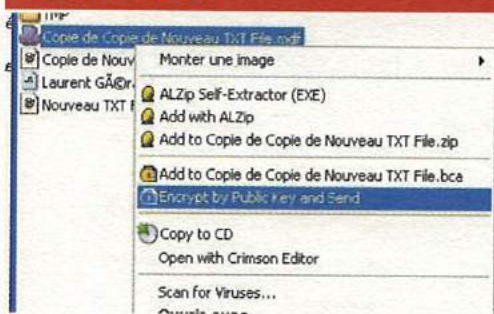 TMP
Copie de Copie de Nouveau TXT File.mdf
Copie de Nouv
Laurent GÃ©r
Nouveau TXT F
Monter une image
ALZip Self-Extractor (EXE)
Add with ALZip
Add to Copie de Copie de Nouveau TXT File.zip
Add to Copie de Copie de Nouveau TXT File.bca
Encrypt by Public Key and Send
Copy to CD
Open with Crimson Editor
Scan for Viruses...